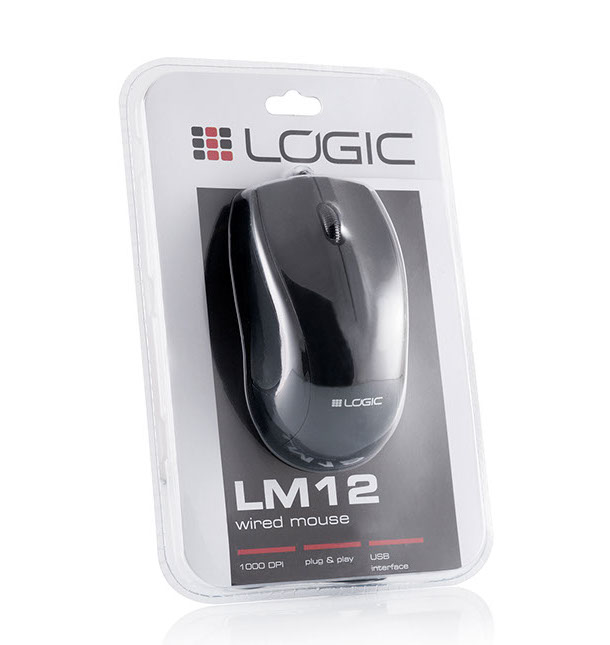 LOGIC
LOGIC
LM12
wired mouse
1000 DPI
plug & play
USB
interface